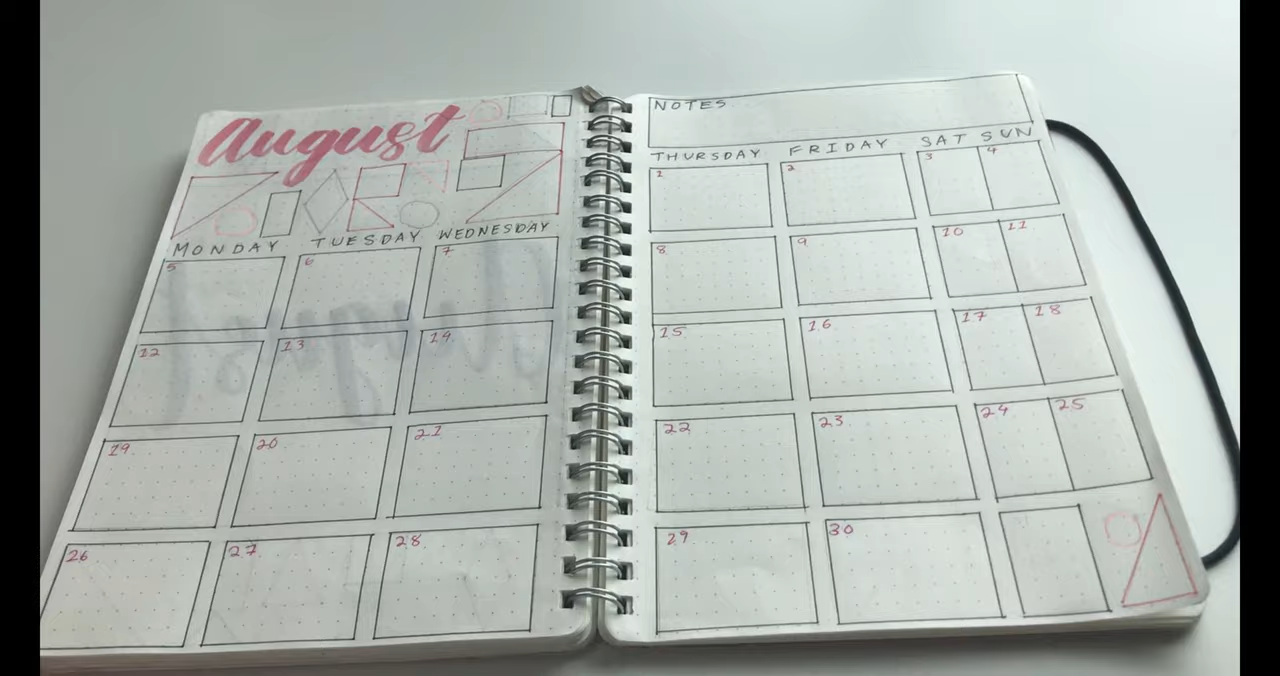 August
NOTES
MONDAY TUESDAY WEDNESDAY THURSDAY FRIDAY SAT SUN
1 2 3 4
5 6 7 8 9 10 11
12 13 14 15 16 17 18
19 20 21 22 23 24 25
26 27 28 29 30